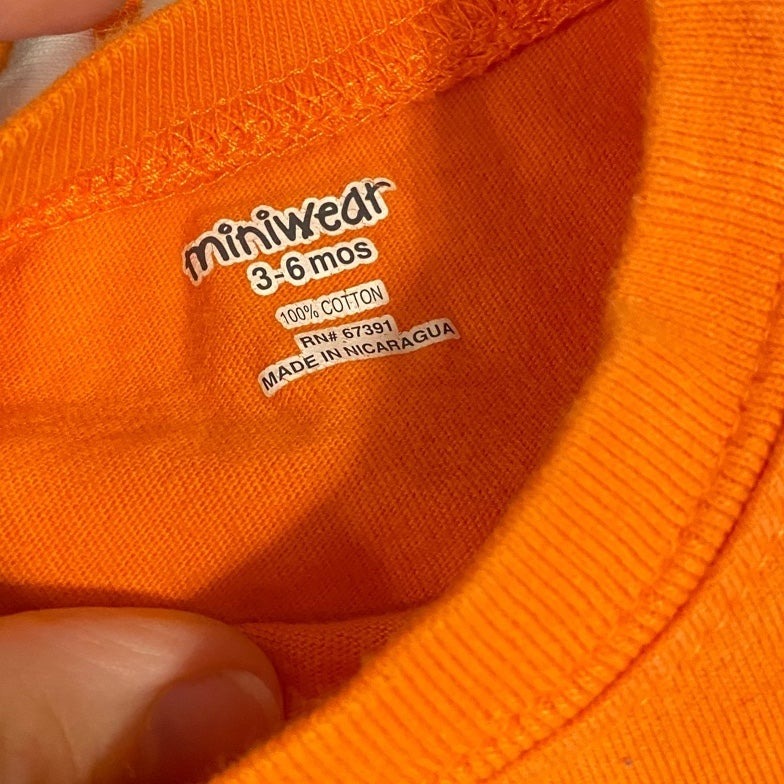 miniwear
3-6 mos
100% COTTON
RN# 67391
MADE IN NICARAGUA